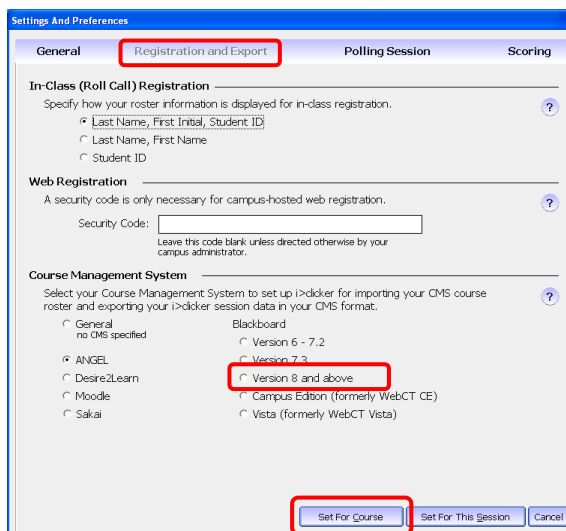 Settings And Preferences
General Registration and Export Polling Session Scoring
In-Class (Roll Call) Registration
Specify how your roster information is displayed for in-class registration.
?
Last Name, First Initial, Student ID
Last Name, First Name
Student ID
Web Registration
A security code is only necessary for campus-hosted web registration.
?
Security Code:
Leave this code blank unless directed otherwise by your
campus administrator.
Course Management System
Select your Course Management System to set up i>clicker for importing your CMS course
roster and exporting your i>clicker session data in your CMS format.
?
General
no CMS specified
ANGEL
Desire2Learn
Moodle
Sakai
Blackboard
Version 6 - 7.2
Version 7.3
Version 8 and above
Campus Edition (formerly WebCT CE)
Vista (formerly WebCT Vista)
Set For Course Set For This Session Cancel